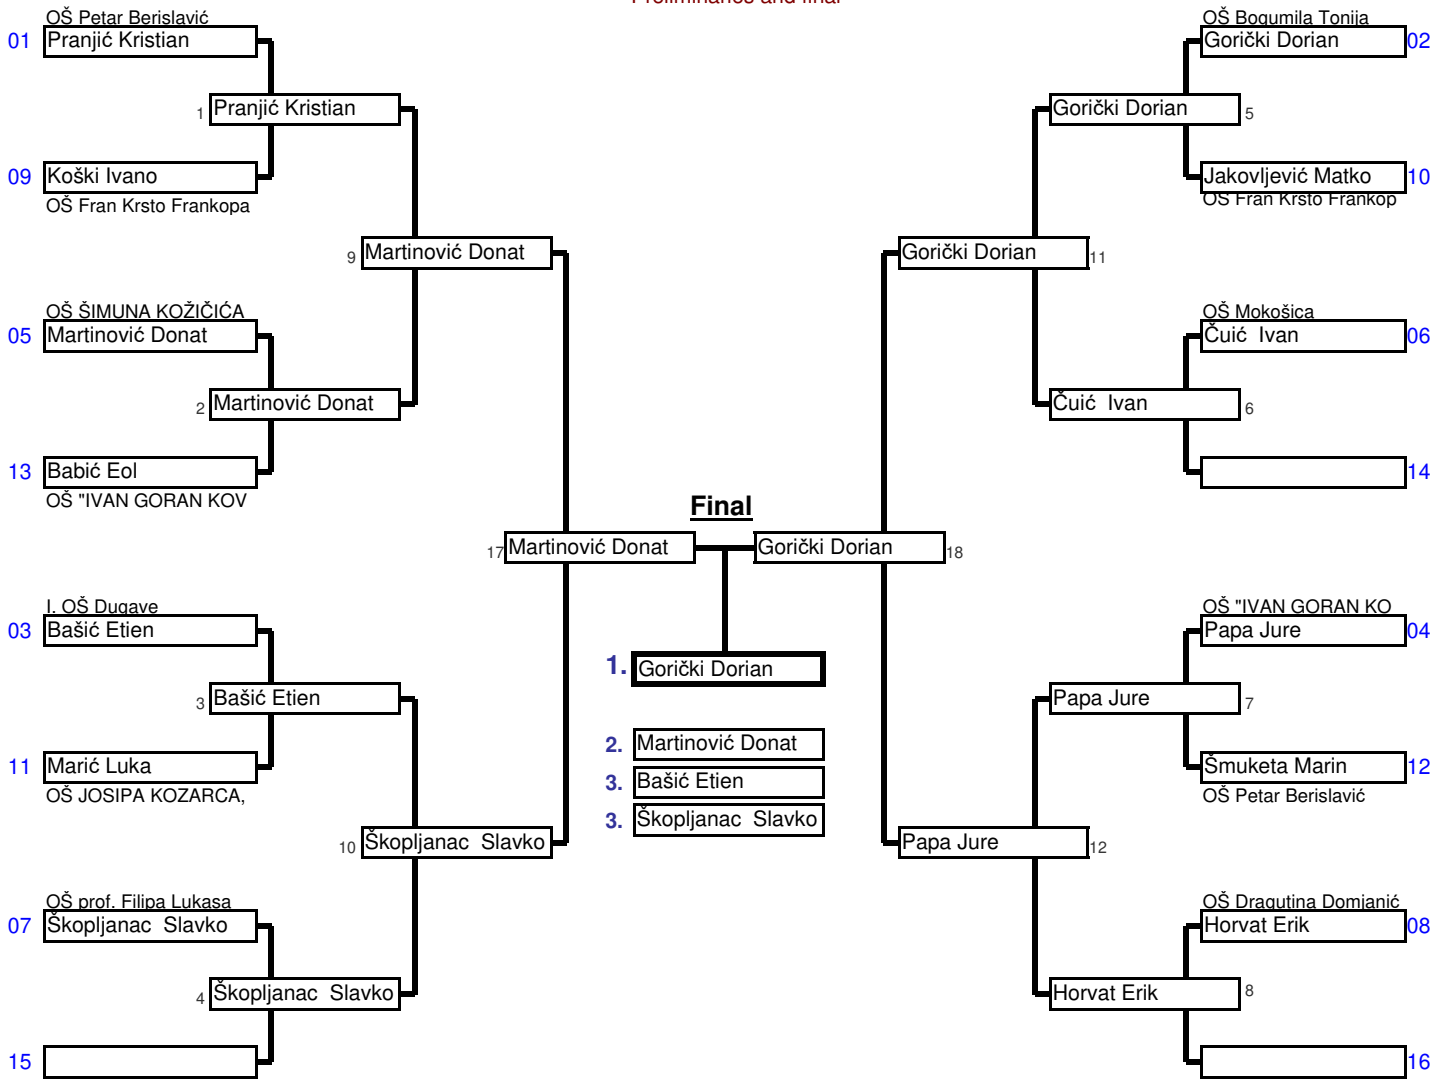 Preliminaries and final
OŠ Petar Berislavić
01 Pranjić Kristian
1 Pranjić Kristian
09 Koški Ivano
OŠ Fran Krsto Frankopa
9 Martinović Donat
OŠ ŠIMUNA KOŽIČIĆA
05 Martinović Donat
2 Martinović Donat
13 Babić Eol
OŠ "IVAN GORAN KOV
17 Martinović Donat
I. OŠ Dugave
03 Bašić Etien
3 Bašić Etien
11 Marić Luka
OŠ JOSIPA KOZARCA,
10 Škopljanac  Slavko
OŠ prof. Filipa Lukasa
07 Škopljanac  Slavko
4 Škopljanac  Slavko
15
Final
1. Gorički Dorian
2. Martinović Donat
3. Bašić Etien
3. Škopljanac  Slavko
OŠ Bogumila Tonija
Gorički Dorian 02
Gorički Dorian 5
Jakovljević Matko 10
OŠ Fran Krsto Frankop
Gorički Dorian 11
OŠ Mokošica
Čuić  Ivan 06
Čuić  Ivan 6
14
Gorički Dorian 18
OŠ "IVAN GORAN KO
Papa Jure 04
Papa Jure 7
Šmuketa Marin 12
OŠ Petar Berislavić
Papa Jure 12
OŠ Dragutina Domjanić
Horvat Erik 08
Horvat Erik 8
16